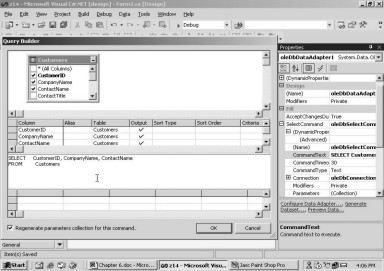 z14 - Microsoft Visual C#.NET [design] - Form1.cs [Design]
File Edit View Project Build Debug Data Tools Window Help
Debug
Query Builder
Customers
* (All Columns)
CustomerID
CompanyName
ContactName
ContactTitle
Column Alias Table Output Sort Type Sort Order Criteria
CustomerID Customers
CompanyName Customers
ContactName Customers
SELECT CustomerID, CompanyName, ContactName
FROM Customers
Regenerate parameters collection for this command.
OK Cancel
Properties
oleDbDataAdapter1 System.Data.Ol
(DynamicProperties)
Design
(Name) oleDbDataAdapt
Modifiers Private
Fill
AcceptChangesDu True
SelectCommand oleDbSelectComm
(DynamicProper
(Advanced)
(Name) oleDbSelectComm
CommandText SELECT Custome
CommandTimeo 30
CommandType Text
Connection oleDbConnection
Modifiers Private
Parameters (Collection)
Configure Data Adapter..., Generate
Dataset..., Preview Data...
CommandText
Command text to execute.
General
Item(s) Saved
Start
Chapter 6.doc - Micro...
z14 - Microsoft Visu...
Jasc Paint Shop Pro
4:06 PM